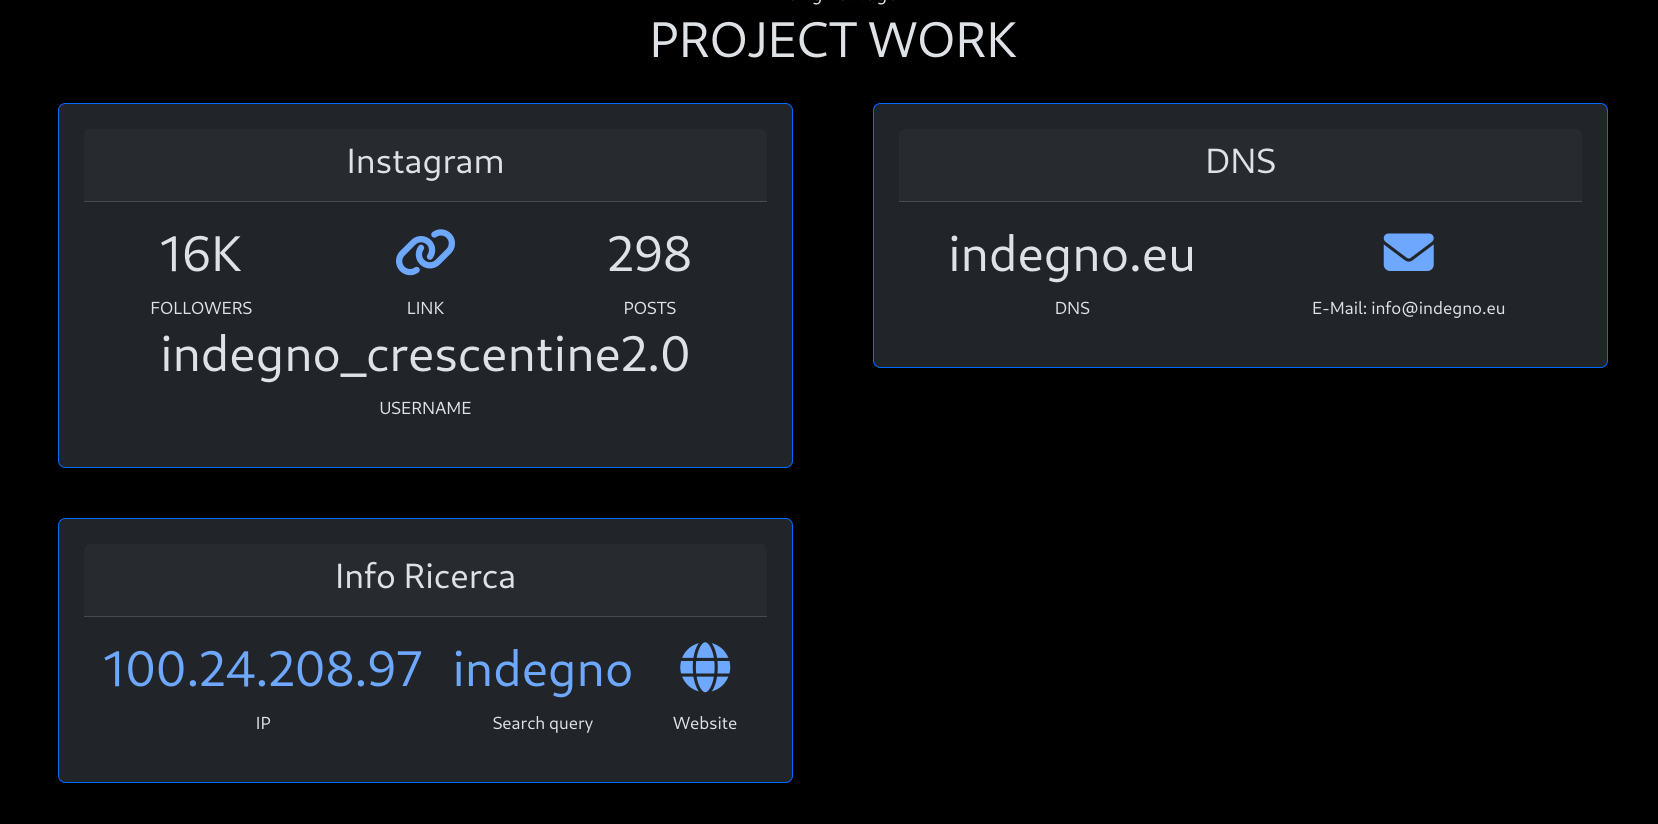 PROJECT WORK
Instagram
16K
FOLLOWERS
LINK
298
POSTS
indegno_crescentine2.0
USERNAME
DNS
indegno.eu
DNS
E-Mail: info@indegno.eu
Info Ricerca
100.24.208.97
IP
indegno
Search query
Website